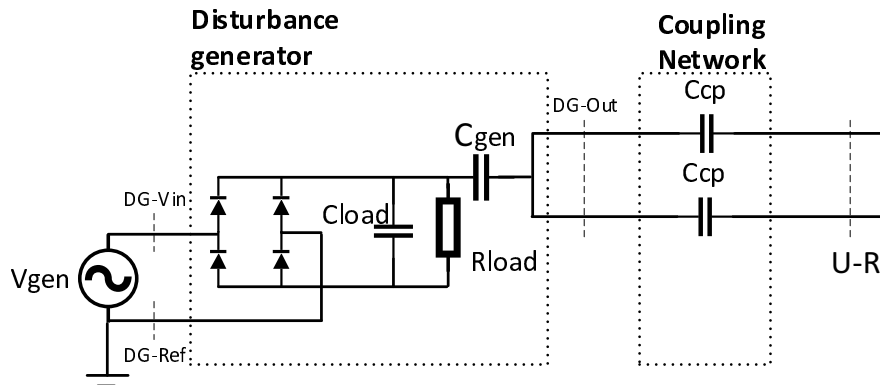 Disturbance
generator
Coupling
Network
DG-Out
Ccp
Cgen
Ccp
DG-Vin
Cload
Rload
Vgen
U-R
DG-Ref